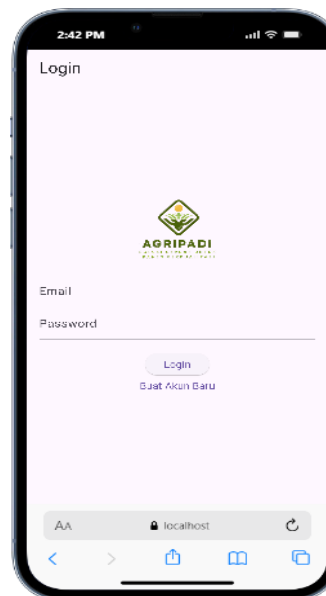 2:42 PM
Login
AGRIPADI
Email
Password
Login
Buat Akun Baru
AA
localhost